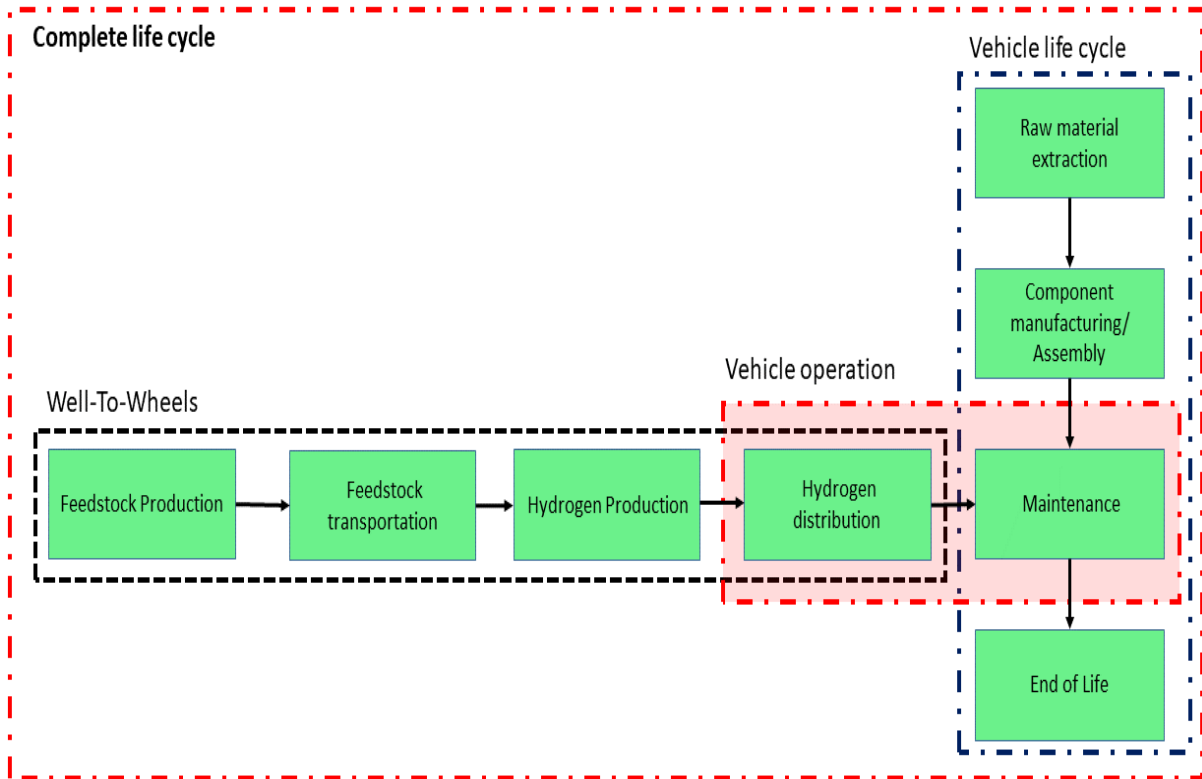 Complete life cycle
Vehicle life cycle
Raw material
extraction
Component
manufacturing/
Assembly
Vehicle operation
Well-To-Wheels
Feedstock Production
Feedstock
transportation
Hydrogen Production
Hydrogen
distribution
Maintenance
End of Life